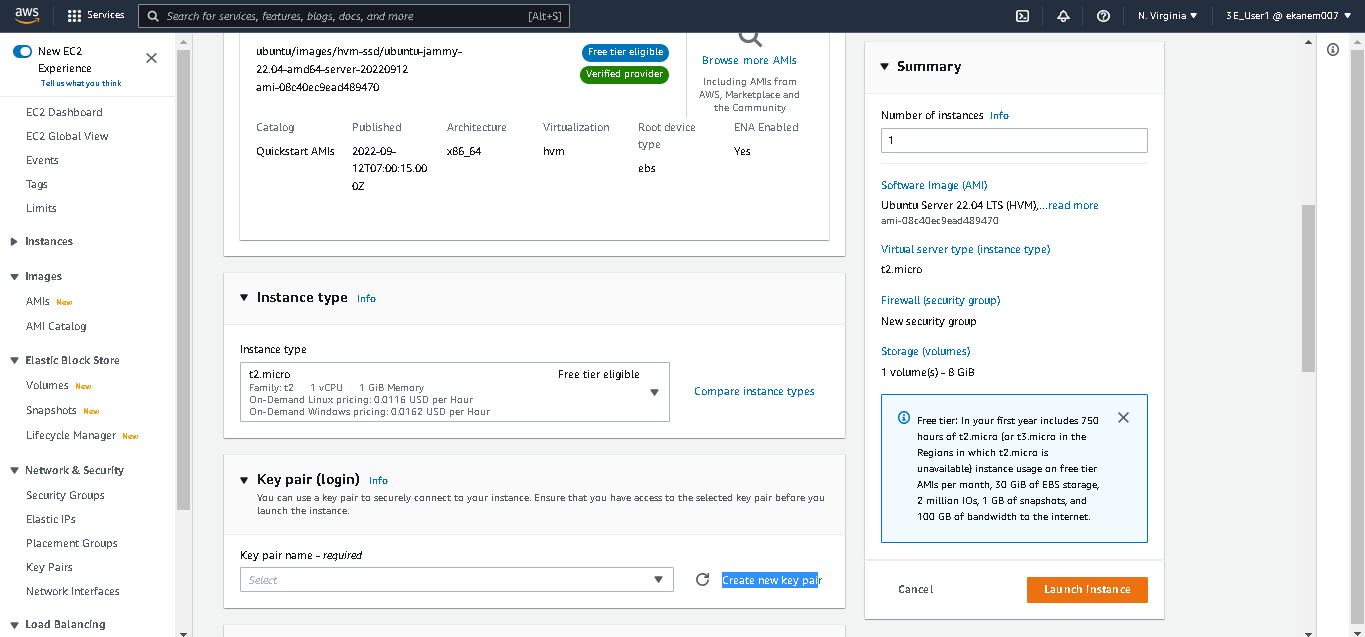 aws
Services
Search for services, features, blogs, docs, and more
[Alt+S]
N. Virginia
3E_User1 @ ekanem007
New EC2
Experience
Tell us what you think
EC2 Dashboard
EC2 Global View
Events
Tags
Limits
Instances
Images
AMIs New
AMI Catalog
Elastic Block Store
Volumes New
Snapshots New
Lifecycle Manager New
Network & Security
Security Groups
Elastic IPs
Placement Groups
Key Pairs
Network Interfaces
Load Balancing
ubuntu/images/hvm-ssd/ubuntu-jammy-
22.04-amd64-server-20220912
ami-08c40ec9ead489470
Free tier eligible
Verified provider
Browse more AMIs
Including AMIs from
AWS, Marketplace and
the Community
Catalog
Quickstart AMIs
Published
2022-09-
12T07:00:15.00
0Z
Architecture
x86_64
Virtualization
hvm
Root device
type
ebs
ENA Enabled
Yes
Instance type Info
Instance type
t2.micro
Free tier eligible
Family: t2 1 vCPU 1 GiB Memory
On-Demand Linux pricing: 0.0116 USD per Hour
On-Demand Windows pricing: 0.0162 USD per Hour
Compare instance types
Key pair (login) Info
You can use a key pair to securely connect to your instance. Ensure that you have access to the selected key pair before you
launch the instance.
Key pair name - required
Select
Create new key pair
Summary
Number of instances Info
1
Software Image (AMI)
Ubuntu Server 22.04 LTS (HVM),...read more
ami-08c40ec9ead489470
Virtual server type (instance type)
t2.micro
Firewall (security group)
New security group
Storage (volumes)
1 volume(s) - 8 GiB
Free tier: In your first year includes 750
hours of t2.micro (or t3.micro in the
Regions in which t2.micro is
unavailable) instance usage on free tier
AMIs per month, 30 GiB of EBS storage,
2 million IOs, 1 GB of snapshots, and
100 GB of bandwidth to the internet.
Cancel
Launch instance